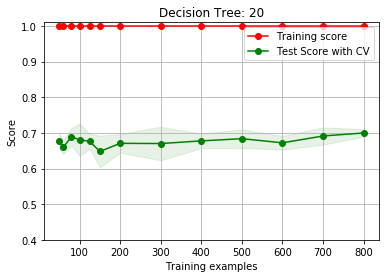 Decision Tree: 20
1.0
0.9
0.8
0.7
0.6
0.5
0.4
Score
Training score
Test Score with CV
100 200 300 400 500 600 700 800
Training examples